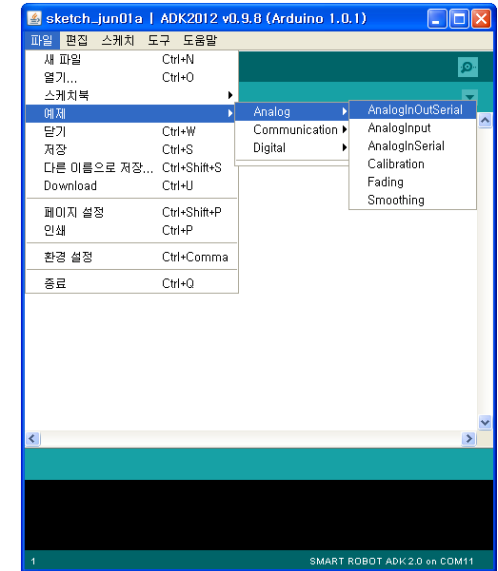 sketch_jun01a | ADK2012 v0.9.8 (Arduino 1.0.1)
파일 편집 스케치 도구 도움말
새 파일 Ctrl+N
열기... Ctrl+O
스케치북
예제
닫기 Ctrl+W
저장 Ctrl+S
다른 이름으로 저장... Ctrl+Shift+S
Download Ctrl+U
페이지 설정 Ctrl+Shift+P
인쇄 Ctrl+P
환경 설정 Ctrl+Comma
종료 Ctrl+Q
Analog
Communication
Digital
AnalogInOutSerial
AnalogInput
AnalogInSerial
Calibration
Fading
Smoothing
1 SMART ROBOT ADK 2.0 on COM11